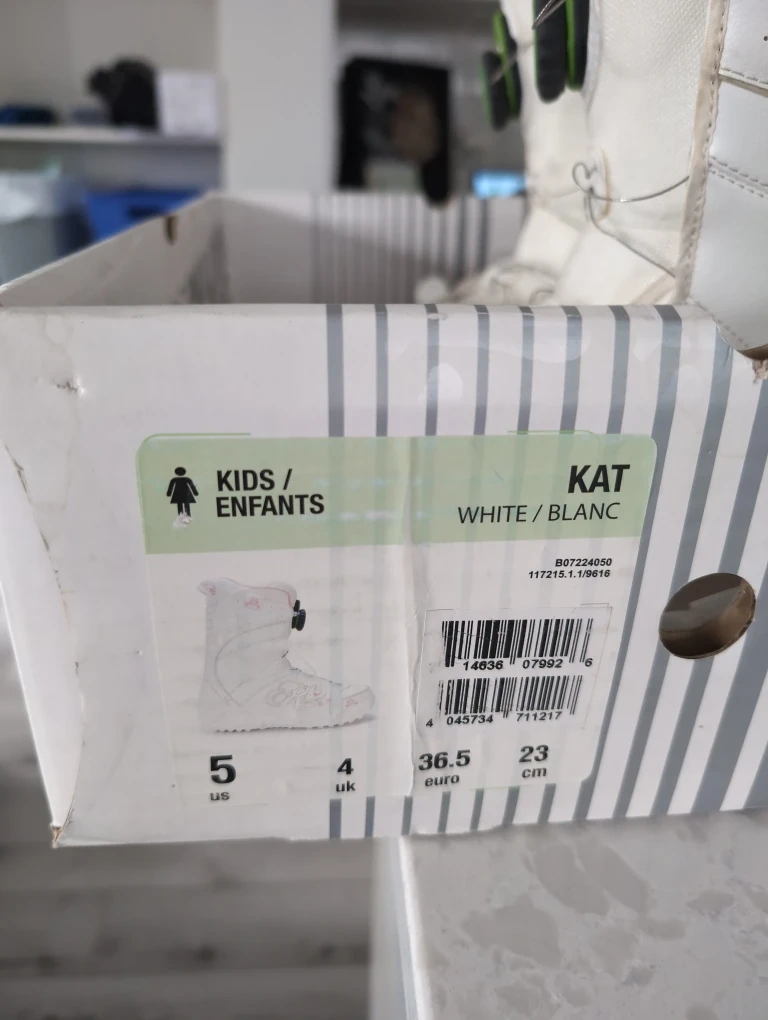 KIDS /
ENFANTS
KAT
WHITE / BLANC
B07224050
117215.1.1/9616
14636 07992 6
4 045734 711217
5
us
4
uk
36.5
euro
23
cm